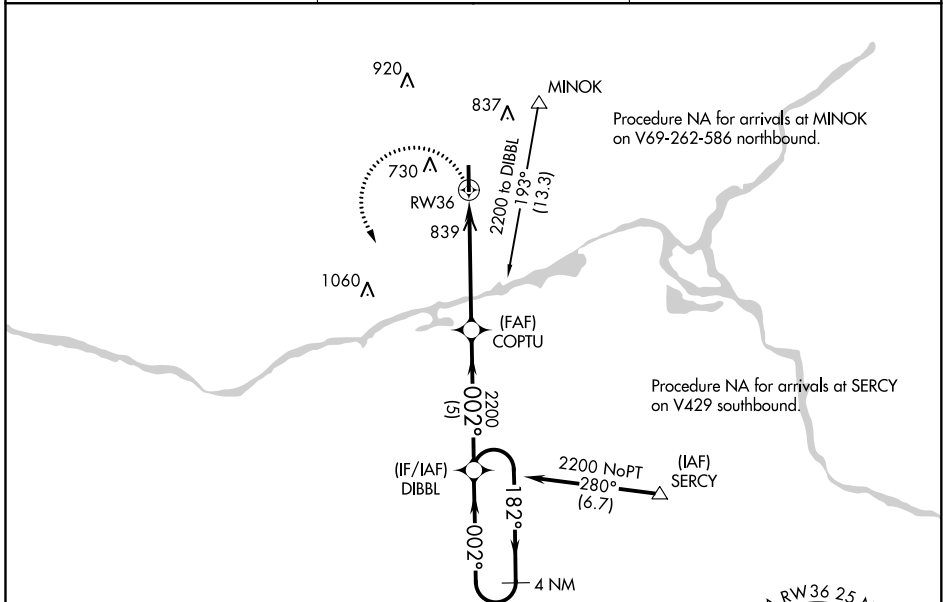 920
MINOK
837
Procedure NA for arrivals at MINOK
on V69-262-586 northbound.
730
2200 to DIBBL
193°
(13.3)
RW36
839
1060
(FAF)
COPTU
Procedure NA for arrivals at SERCY
on V429 southbound.
2200
002°
(5)
(IF/IAF)
DIBBL
2200 NoPT
280°
(6.7)
(IAF)
SERCY
182°
002°
4 NM
RW36 25